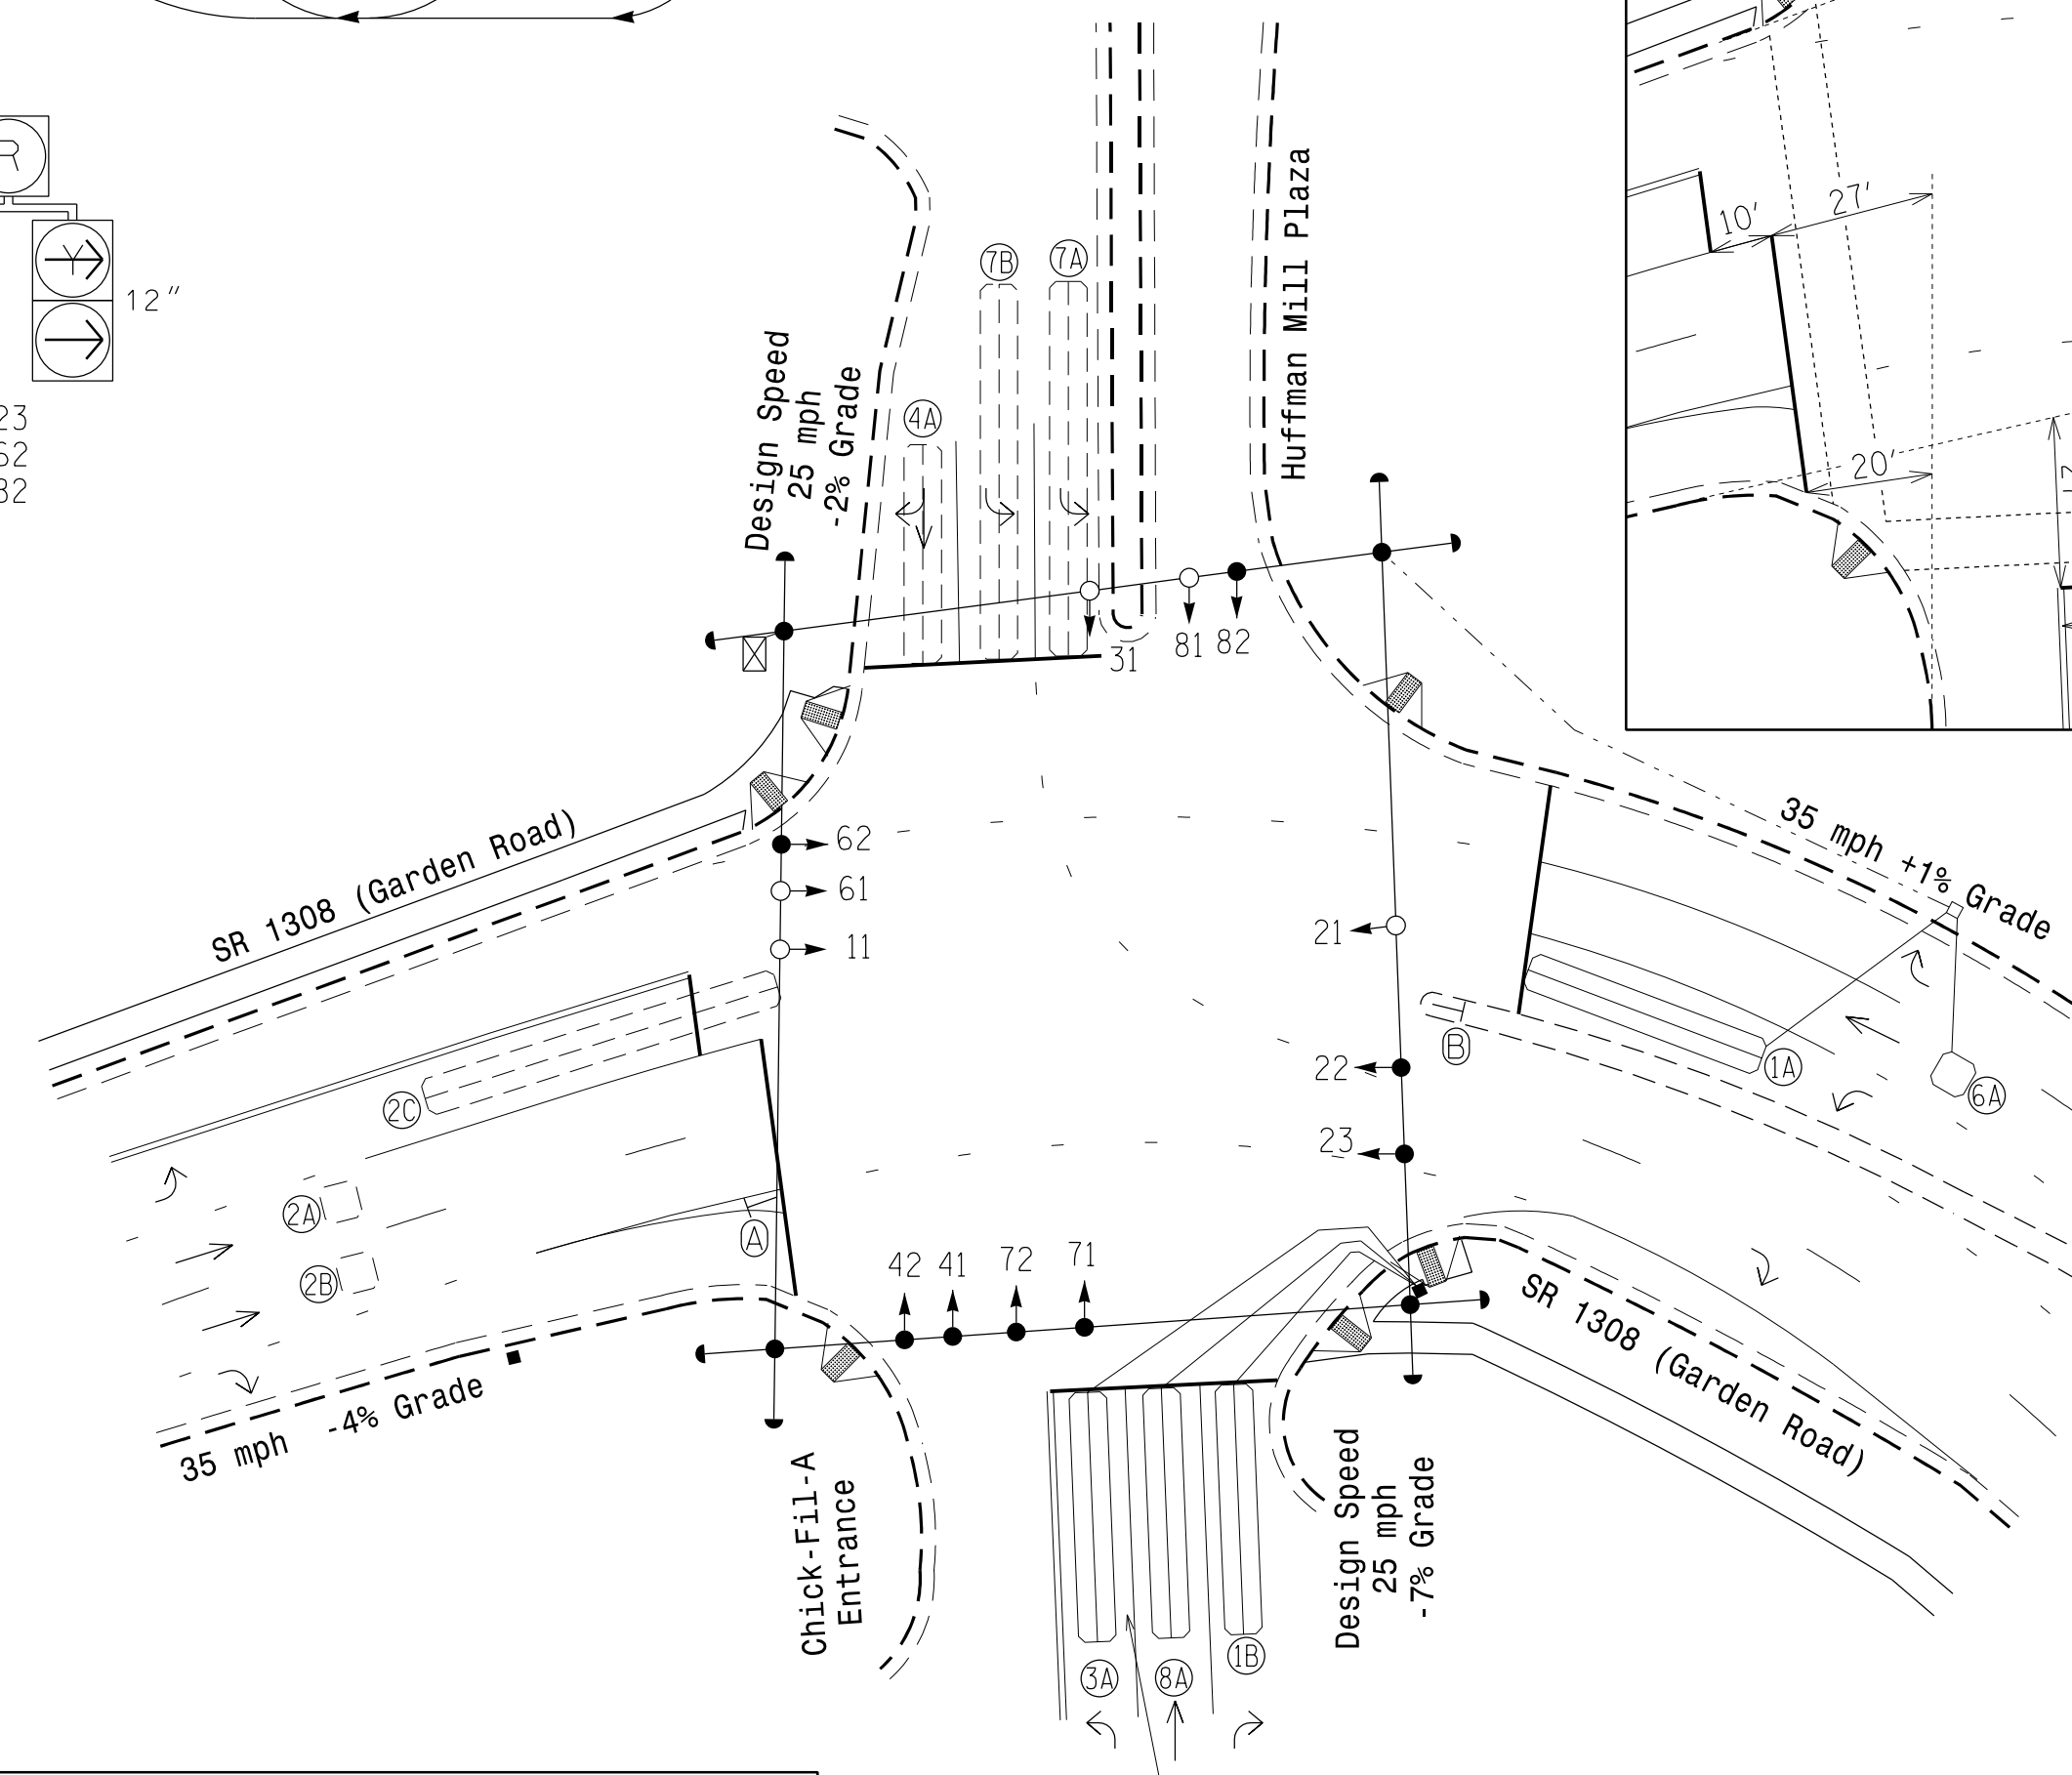 R
Y
12"
23
62
82
7B
7A
4A
Design Speed
25 mph
-2% Grade
Huffman Mill Plaza
10'
27'
20'
31
81
82
SR 1308 (Garden Road)
62
61
11
21
22
23
35 mph +1% Grade
B
1A
6A
2C
2A
2B
A
42
41
72
71
35 mph -4% Grade
SR 1308 (Garden Road)
Chick-Fil-A
Entrance
Design Speed
25 mph
-7% Grade
3A
8A
1B